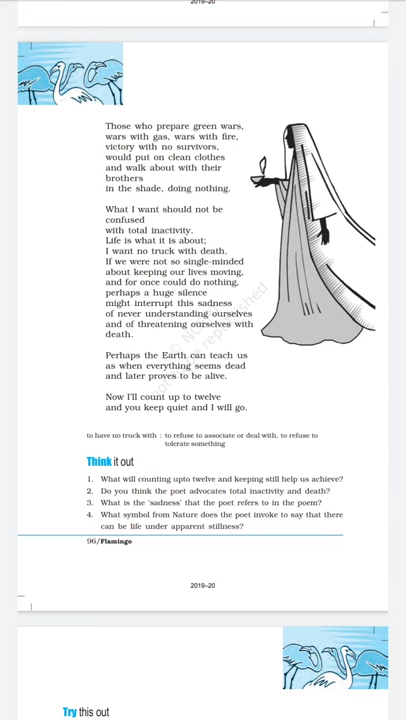 2019–20
Those who prepare green wars,
wars with gas, wars with fire,
victory with no survivors,
would put on clean clothes
and walk about with their
brothers
in the shade, doing nothing.
What I want should not be
confused
with total inactivity.
Life is what it is about;
I want no truck with death.
If we were not so single-minded
about keeping our lives moving,
and for once could do nothing,
perhaps a huge silence
might interrupt this sadness
of never understanding ourselves
and of threatening ourselves with
death.
Perhaps the Earth can teach us
as when everything seems dead
and later proves to be alive.
Now I'll count up to twelve
and you keep quiet and I will go.
to have no truck with : to refuse to associate or deal with, to refuse to
tolerate something
Think it out
1. What will counting upto twelve and keeping still help us achieve?
2. Do you think the poet advocates total inactivity and death?
3. What is the ‘sadness’ that the poet refers to in the poem?
4. What symbol from Nature does the poet invoke to say that there
can be life under apparent stillness?
96/Flamingo
2019–20
Try this out